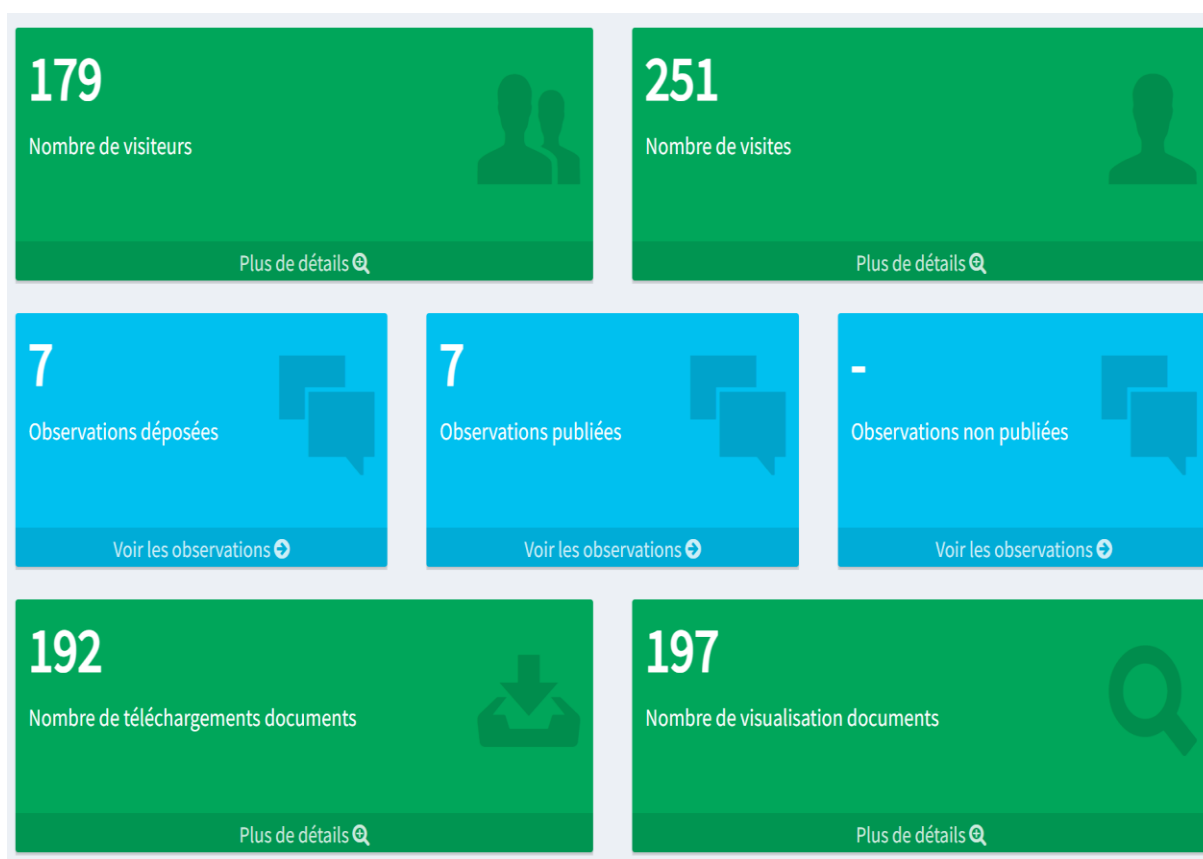 179
Nombre de visiteurs
Plus de détails
251
Nombre de visites
Plus de détails
7
Observations déposées
Voir les observations
7
Observations publiées
Voir les observations
-
Observations non publiées
Voir les observations
192
Nombre de téléchargements documents
Plus de détails
197
Nombre de visualisation documents
Plus de détails